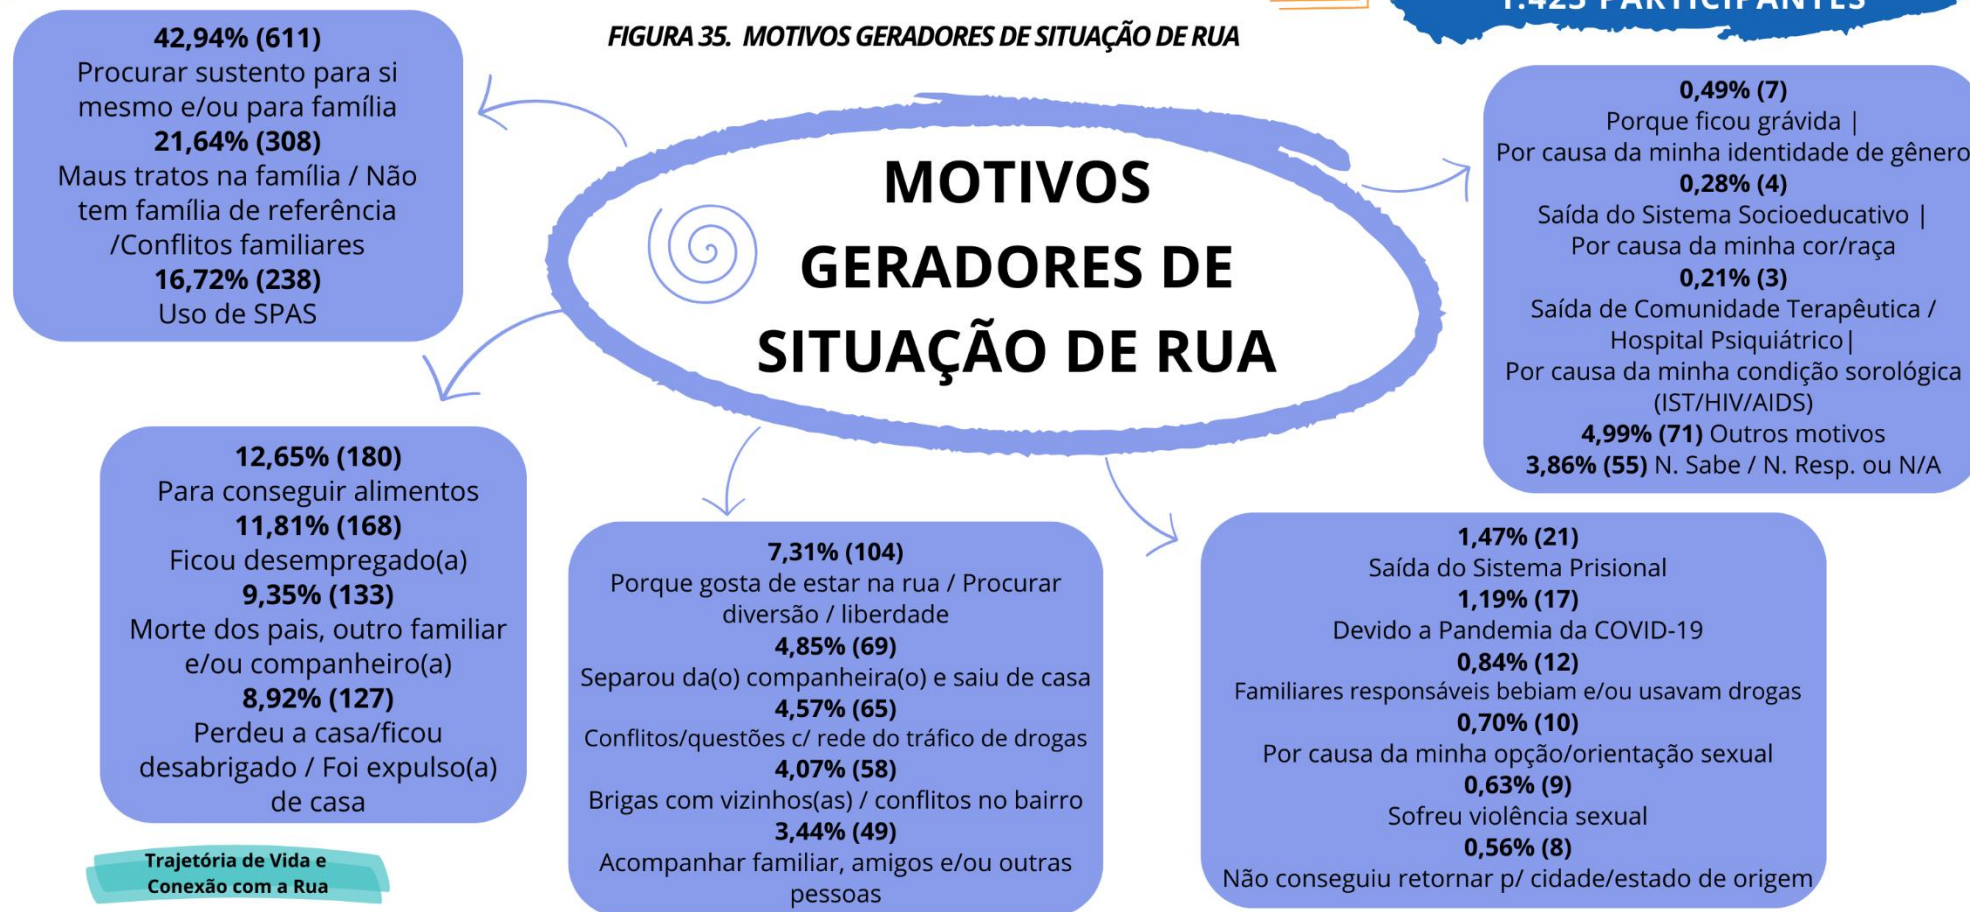 1.423 PARTICIPANTES
FIGURA 35. MOTIVOS GERADORES DE SITUAÇÃO DE RUA
42,94% (611)
Procurar sustento para si
mesmo e/ou para família
21,64% (308)
Maus tratos na família / Não
tem família de referência
/Conflitos familiares
16,72% (238)
Uso de SPAS
MOTIVOS
GERADORES DE
SITUAÇÃO DE RUA
0,49% (7)
Porque ficou grávida |
Por causa da minha identidade de gênero
0,28% (4)
Saída do Sistema Socioeducativo |
Por causa da minha cor/raça
0,21% (3)
Saída de Comunidade Terapêutica /
Hospital Psiquiátrico|
Por causa da minha condição sorológica
(IST/HIV/AIDS)
4,99% (71) Outros motivos
3,86% (55) N. Sabe / N. Resp. ou N/A
12,65% (180)
Para conseguir alimentos
11,81% (168)
Ficou desempregado(a)
9,35% (133)
Morte dos pais, outro familiar
e/ou companheiro(a)
8,92% (127)
Perdeu a casa/ficou
desabrigado / Foi expulso(a)
de casa
7,31% (104)
Porque gosta de estar na rua / Procurar
diversão / liberdade
4,85% (69)
Separou da(o) companheira(o) e saiu de casa
4,57% (65)
Conflitos/questões c/ rede do tráfico de drogas
4,07% (58)
Brigas com vizinhos(as) / conflitos no bairro
3,44% (49)
Acompanhar familiar, amigos e/ou outras
pessoas
1,47% (21)
Saída do Sistema Prisional
1,19% (17)
Devido a Pandemia da COVID-19
0,84% (12)
Familiares responsáveis bebiam e/ou usavam drogas
0,70% (10)
Por causa da minha opção/orientação sexual
0,63% (9)
Sofreu violência sexual
0,56% (8)
Não conseguiu retornar p/ cidade/estado de origem
Trajetória de Vida e
Conexão com a Rua